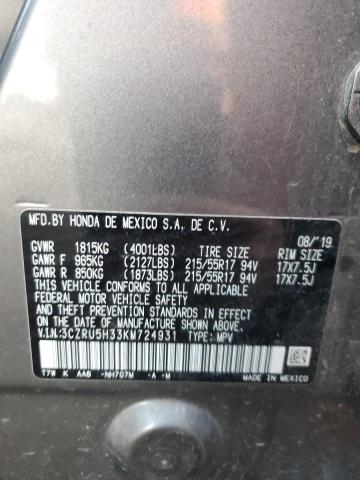 MFD.BY HONDA DE MEXICO S.A. DE C.V.
08/'19
GVWR 1815KG (4001LBS) TIRE SIZE RIM SIZE
GAWR F 965KG (2127LBS) 215/55R17 94V 17X7.5J
GAWR R 850KG (1873LBS) 215/55R17 94V 17X7.5J
THIS VEHICLE CONFORMS TO ALL APPLICABLE
FEDERAL MOTOR VEHICLE SAFETY AND THEFT
PREVENTION STANDARDS IN EFFECT ON THE
DATE OF MANUFACTURE SHOWN ABOVE.
V.I.N:3CZRU5H33KM724931 TYPE: MPV
T7W K AA6 -NH707M -A -M MADE IN MEXICO